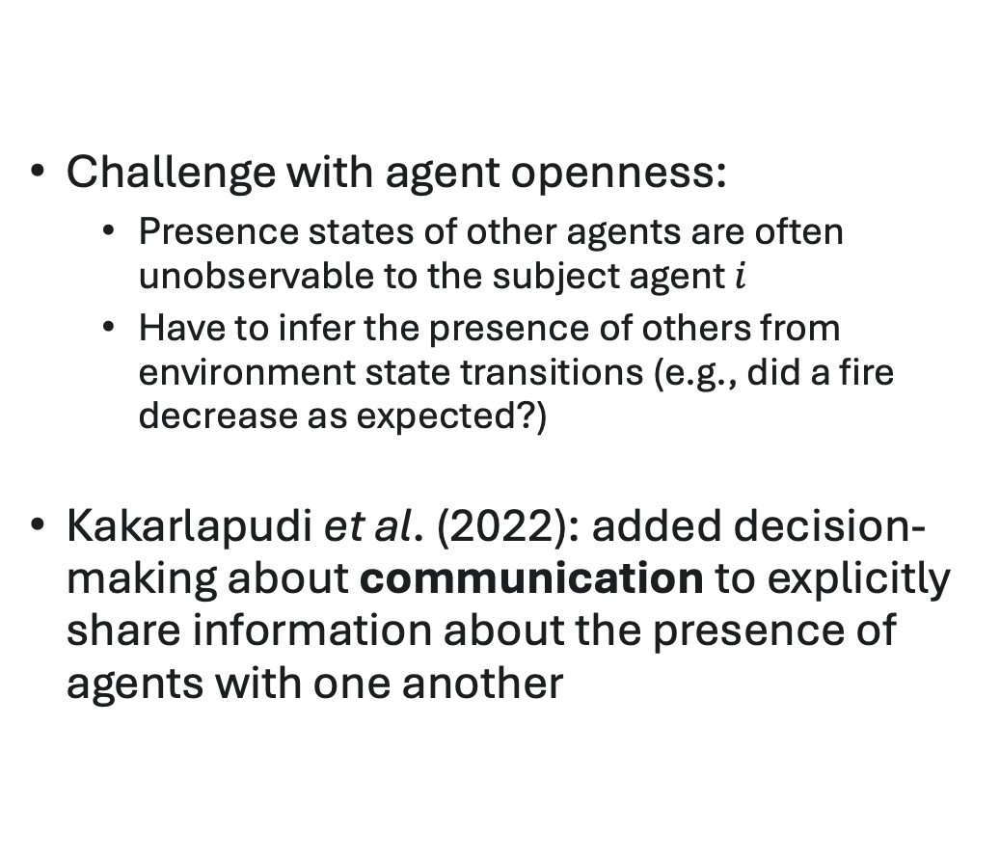 • Challenge with agent openness:
• Presence states of other agents are often
unobservable to the subject agent i
• Have to infer the presence of others from
environment state transitions (e.g., did a fire
decrease as expected?)
• Kakarlapudi et al. (2022): added decision-
making about communication to explicitly
share information about the presence of
agents with one another